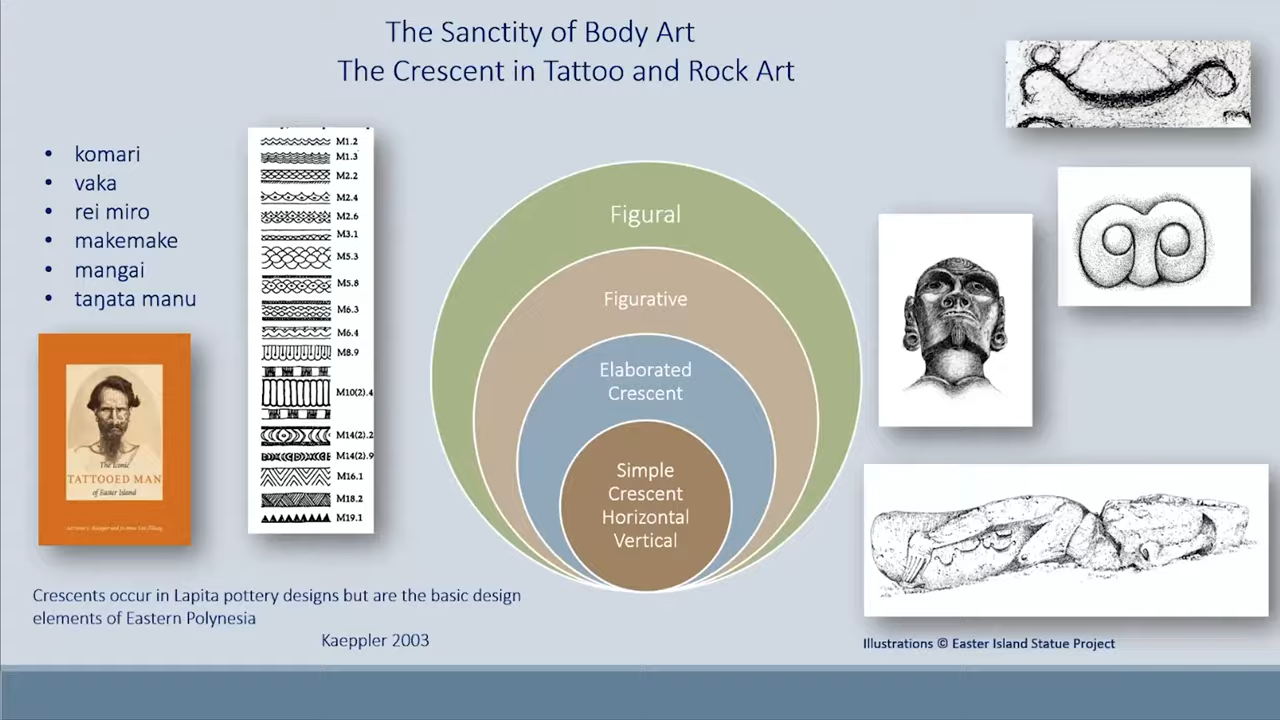 The Sanctity of Body Art
The Crescent in Tattoo and Rock Art
• komari
• vaka
• rei miro
• makemake
• mangai
• taŋata manu
M1.2
M1.3
M2.2
M2.4
M2.6
M3.1
M5.3
M5.8
M6.3
M6.4
M8.9
M10(2).4
M14(2).2
M14(2).9
M16.1
M18.2
M19.1
Figural
Figurative
Elaborated
Crescent
Simple
Crescent
Horizontal
Vertical
The Iconic
TATTOOED MAN
of Easter Island
Crescents occur in Lapita pottery designs but are the basic design
elements of Eastern Polynesia
Kaeppler 2003
Illustrations © Easter Island Statue Project